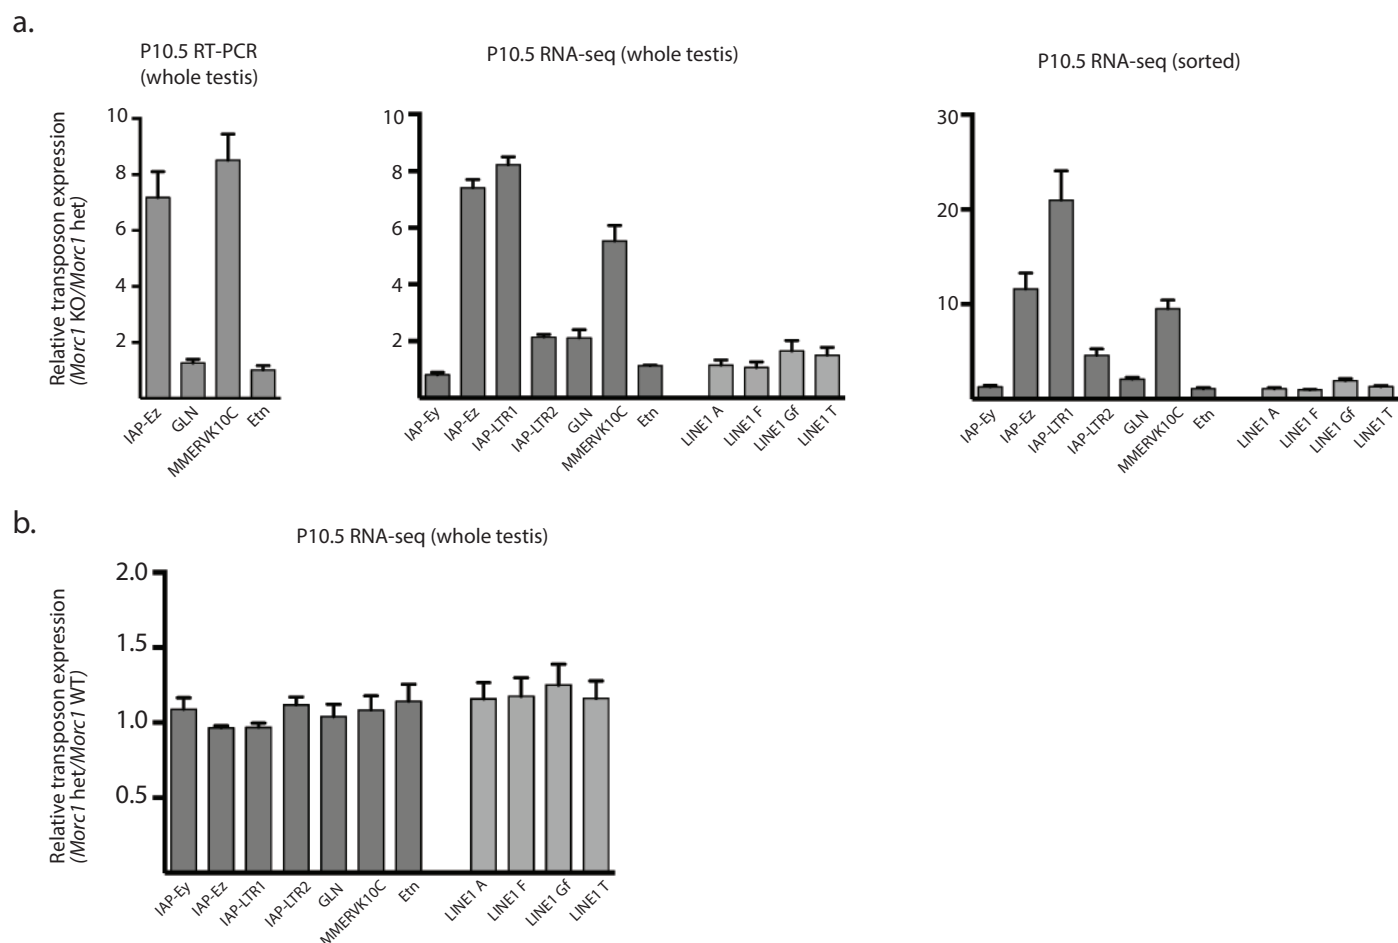 a.
P10.5 RT-PCR
(whole testis)
Relative transposon expression
(Morc1 KO/Morc1 het)
10
8
6
4
2
IAP-Ez
GLN
MMERVK10C
Etn
P10.5 RNA-seq (whole testis)
10
8
6
4
2
IAP-Ey
IAP-Ez
IAP-LTR1
IAP-LTR2
GLN
MMERVK10C
Etn
LINE1 A
LINE1 F
LINE1 Gf
LINE1 T
P10.5 RNA-seq (sorted)
30
20
10
IAP-Ey
IAP-Ez
IAP-LTR1
IAP-LTR2
GLN
MMERVK10C
Etn
LINE1 A
LINE1 F
LINE1 Gf
LINE1 T
b.
P10.5 RNA-seq (whole testis)
Relative transposon expression
(Morc1 het/Morc1 WT)
2.0
1.5
1.0
0.5
IAP-Ey
IAP-Ez
IAP-LTR1
IAP-LTR2
GLN
MMERVK10C
Etn
LINE1 A
LINE1 F
LINE1 Gf
LINE1 T